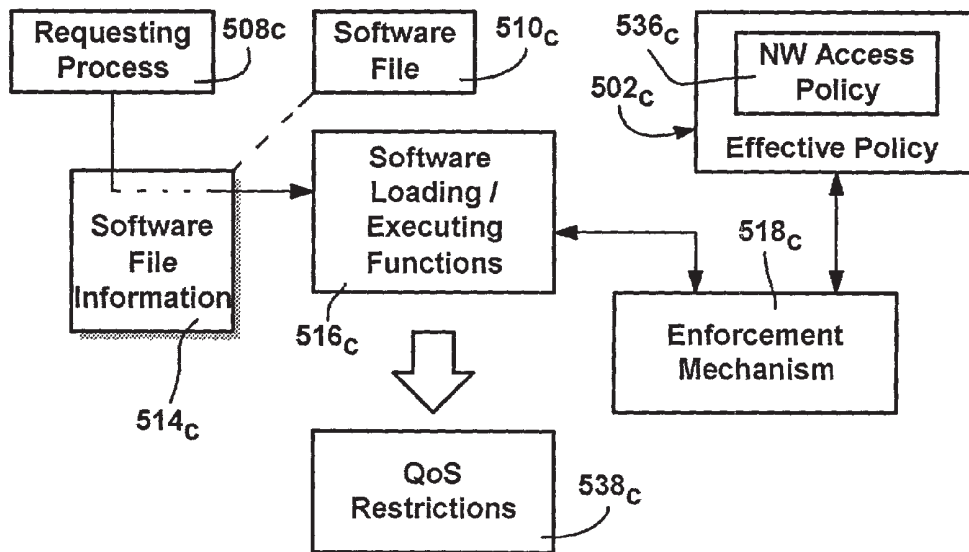 Requesting
Process
508c
Software
File
510c
536c
NW Access
Policy
502c
Effective Policy
Software
File
Information
514c
Software
Loading /
Executing
Functions
516c
518c
Enforcement
Mechanism
QoS
Restrictions
538c